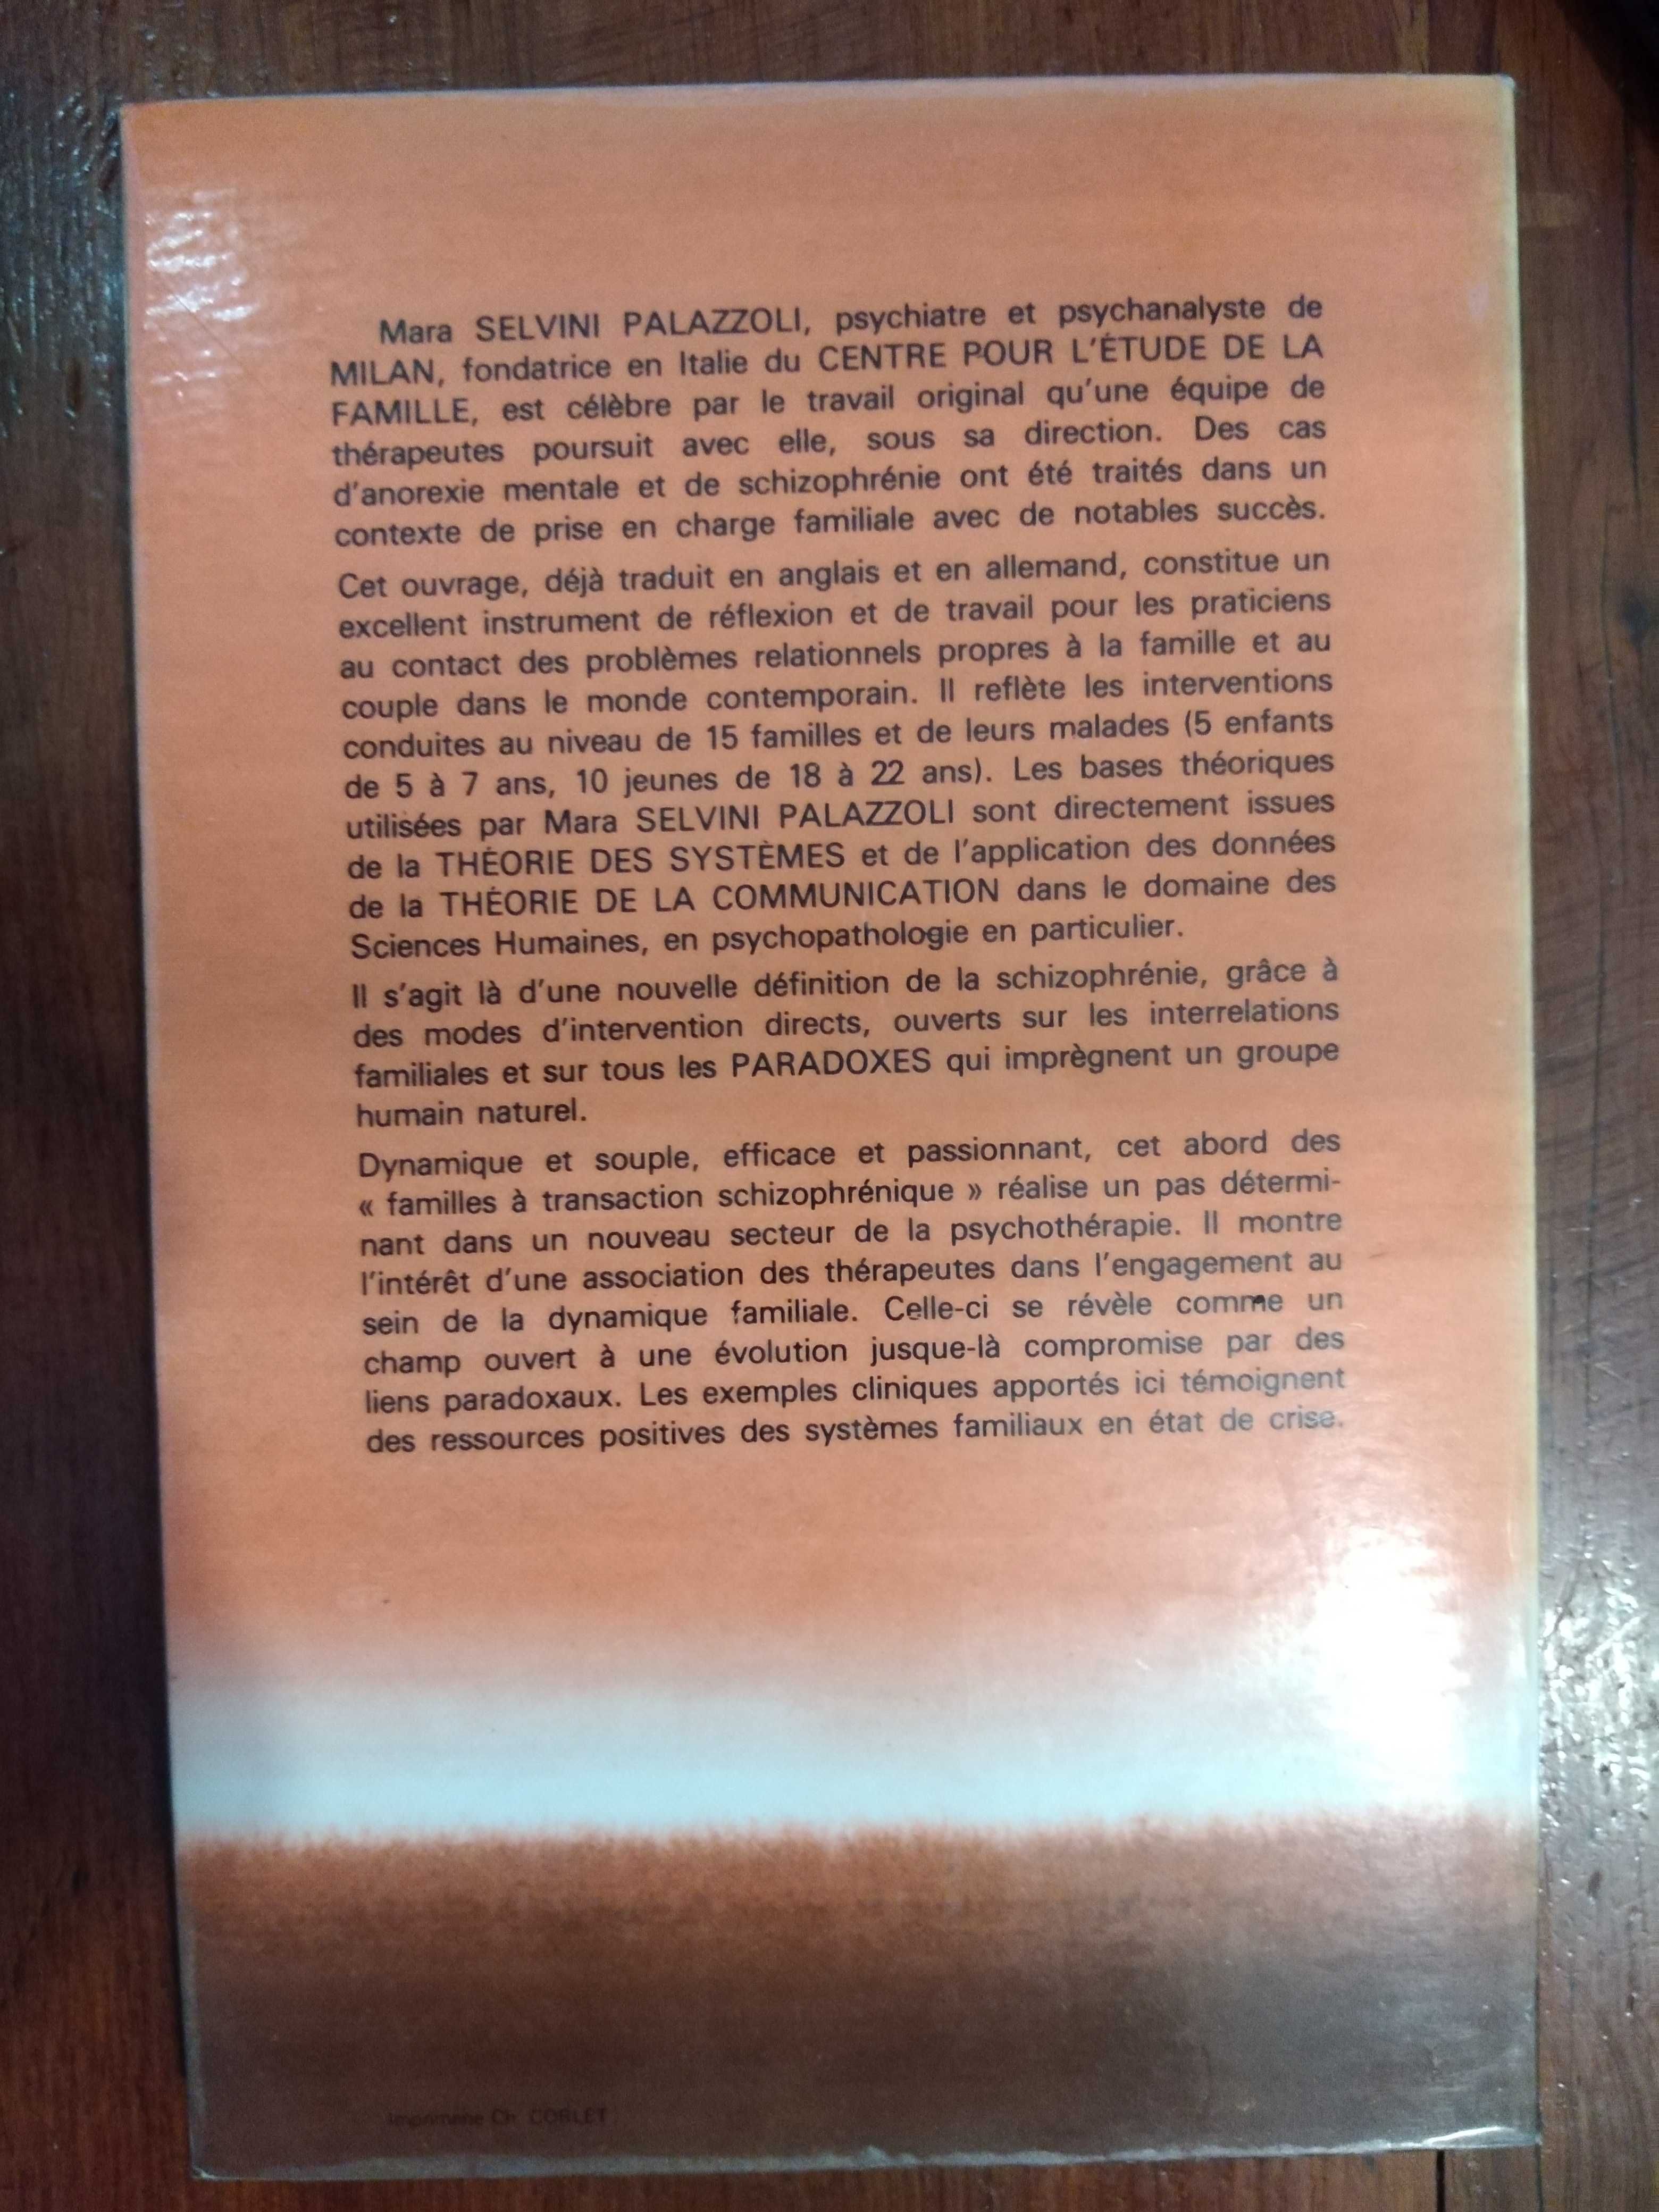 Mara SELVINI PALAZZOLI, psychiatre et psychanalyste de
MILAN, fondatrice en Italie du CENTRE POUR L'ÉTUDE DE LA
FAMILLE, est célèbre par le travail original qu'une équipe de
thérapeutes poursuit avec elle, sous sa direction. Des cas
d'anorexie mentale et de schizophrénie ont été traités dans un
contexte de prise en charge familiale avec de notables succès.
Cet ouvrage, déjà traduit en anglais et en allemand, constitue un
excellent instrument de réflexion et de travail pour les praticiens
au contact des problèmes relationnels propres à la famille et au
couple dans le monde contemporain. Il reflète les interventions
conduites au niveau de 15 familles et de leurs malades (5 enfants
de 5 à 7 ans, 10 jeunes de 18 à 22 ans). Les bases théoriques
utilisées par Mara SELVINI PALAZZOLI sont directement issues
de la THÉORIE DES SYSTÈMES et de l'application des données
de la THÉORIE DE LA COMMUNICATION dans le domaine des
Sciences Humaines, en psychopathologie en particulier.
Il s'agit là d'une nouvelle définition de la schizophrénie, grâce à
des modes d'intervention directs, ouverts sur les interrelations
familiales et sur tous les PARADOXES qui imprègnent un groupe
humain naturel.
Dynamique et souple, efficace et passionnant, cet abord des
« familles à transaction schizophrénique » réalise un pas détermi-
nant dans un nouveau secteur de la psychothérapie. Il montre
l'intérêt d'une association des thérapeutes dans l'engagement au
sein de la dynamique familiale. Celle-ci se révèle comme un
champ ouvert à une évolution jusque-là compromise par des
liens paradoxaux. Les exemples cliniques apportés ici témoignent
des ressources positives des systèmes familiaux en état de crise.
Imprimerie Ch. CORLET